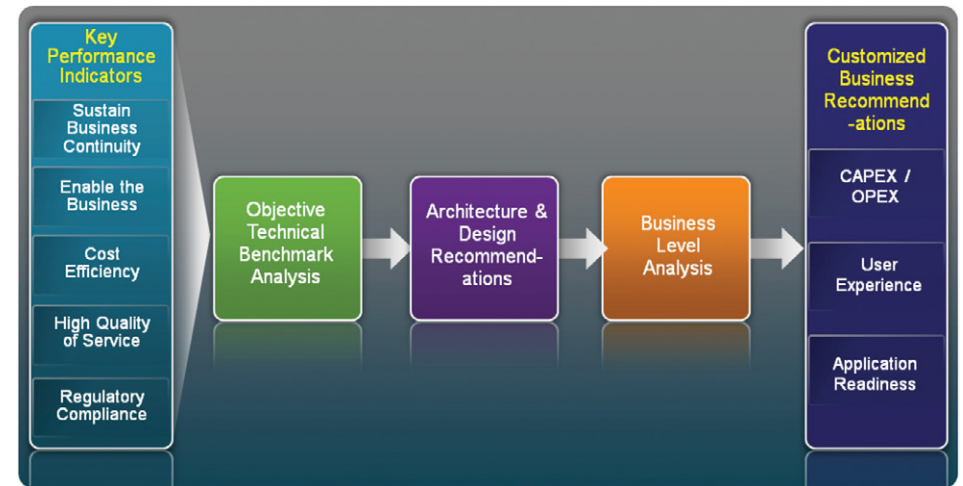 Key
Performance
Indicators
Sustain
Business
Continuity
Enable the
Business
Cost
Efficiency
High Quality
of Service
Regulatory
Compliance
Objective
Technical
Benchmark
Analysis
Architecture &
Design
Recommend-
ations
Business
Level
Analysis
Customized
Business
Recommend
-ations
CAPEX /
OPEX
User
Experience
Application
Readiness